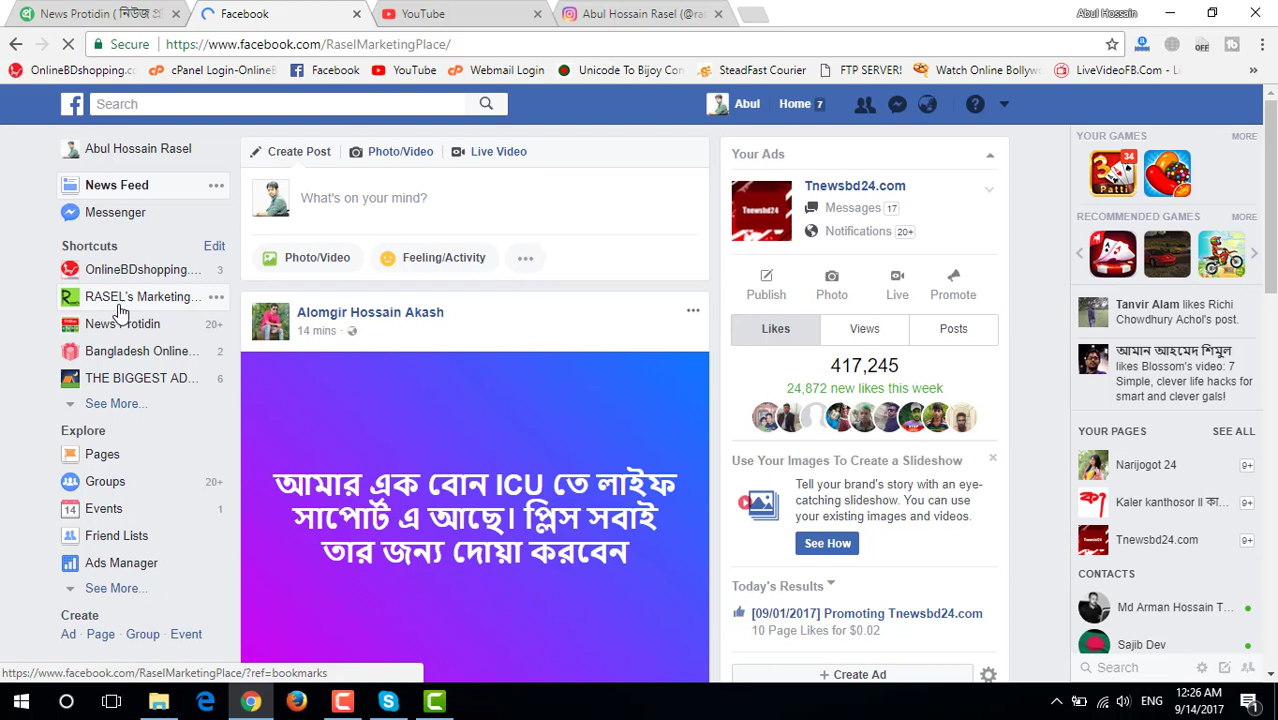 News Protidin ( নিউজ প্র
Facebook
YouTube
Abul Hossain Rasel (@ra
Abul Hossain
Secure
https://www.facebook.com/RaselMarketingPlace/
OnlineBDshopping.c
cPanel Login-OnlineB
Facebook
YouTube
Webmail Login
Unicode To Bijoy Con
SteadFast Courier
FTP SERVER!
Watch Online Bollyw
LiveVideoFB.Com -
Search
Abul
Home 7
Abul Hossain Rasel
News Feed
Messenger
Shortcuts
Edit
OnlineBDshopping.... 3
RASEL's Marketing...
News Protidin 20+
Bangladesh Online... 2
THE BIGGEST AD... 6
See More...
Explore
Pages
Groups 20+
14 Events 1
Friend Lists
Ads Manager
See More...
Create
Ad · Page · Group · Event
https://www.facebook.com/RaselMarketingPlace/?ref=bookmarks
Create Post
Photo/Video
Live Video
What's on your mind?
Photo/Video
Feeling/Activity
Alomgir Hossain Akash
14 mins ·
আমার এক বোন ICU তে লাইফ
সাপোর্ট এ আছে। প্লিস সবাই
তার জন্য দোয়া করবেন
Your Ads
Tnewsbd24
Tnewsbd24.com
Messages 17
Notifications 20+
Publish
Photo
Live
Promote
Likes
Views
Posts
417,245
24,872 new likes this week
Use Your Images To Create a Slideshow
Tell your brand's story with an eye-
catching slideshow. You can use
your existing images and videos.
See How
Today's Results
[09/01/2017] Promoting Tnewsbd24.com
10 Page Likes for $0.02
+ Create Ad
YOUR GAMES
MORE
3 Patti
34
RECOMMENDED GAMES
MORE
Tanvir Alam likes Richi
Chowdhury Achol's post.
আমান আহমেদ শিমুল
likes Blossom's video: 7
Simple, clever life hacks for
smart and clever gals!
YOUR PAGES
SEE ALL
Narijogot 24 9+
Kaler kanthosor ll কা... 9+
Tnewsbd24.com 9+
CONTACTS
Md Arman Hossain T...
Sajib Dev
Search
ENG
12:26 AM
9/14/2017
1